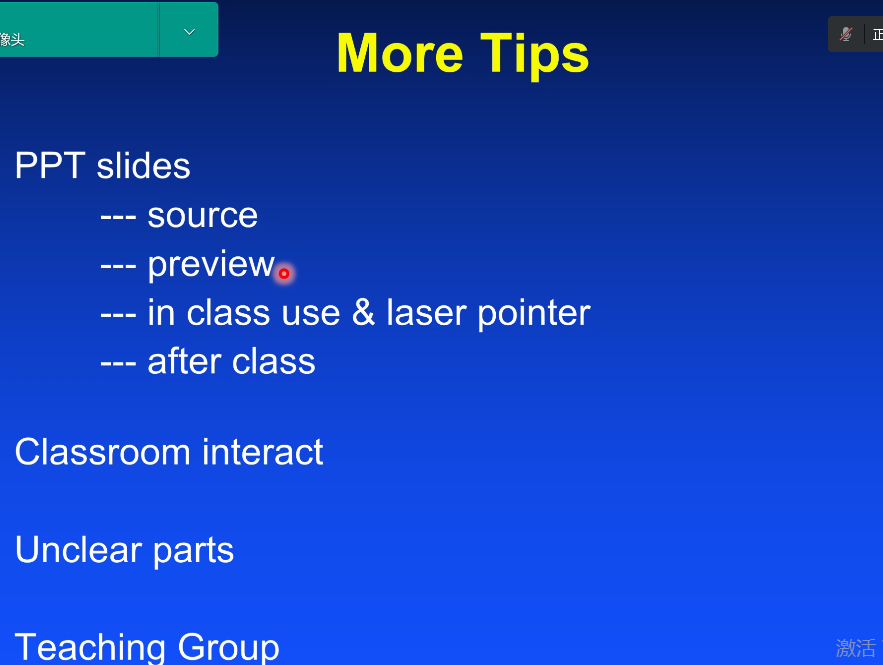 像头
More Tips
正
PPT slides
--- source
--- preview
--- in class use & laser pointer
--- after class
Classroom interact
Unclear parts
Teaching Group
激活